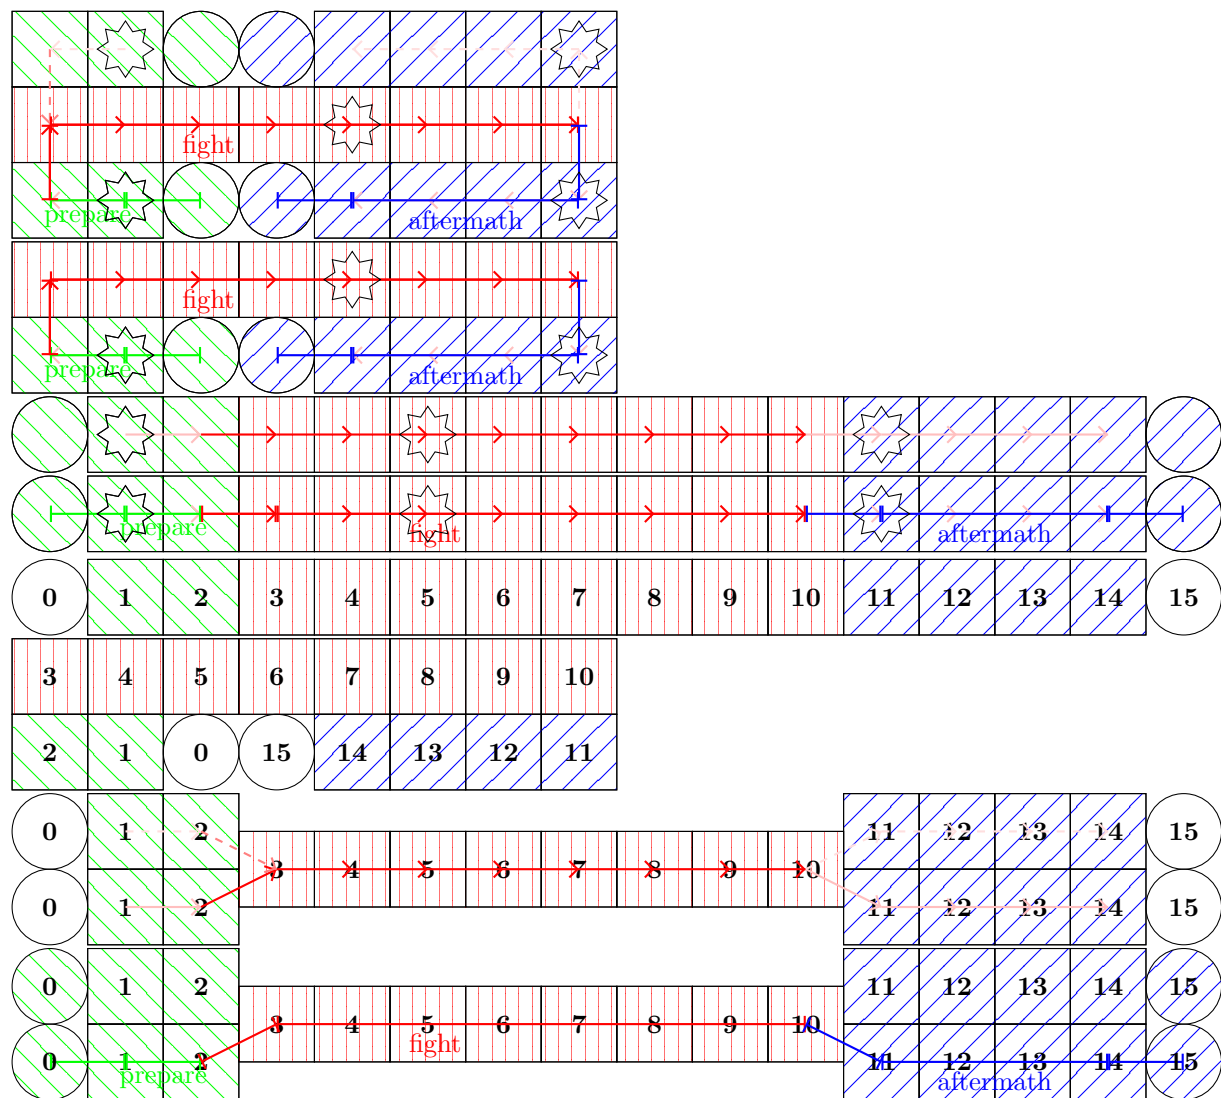 fight
prepare aftermath
fight
prepare aftermath
prepare fight aftermath
0 1 2 3 4 5 6 7 8 9 10 11 12 13 14 15
3 4 5 6 7 8 9 10
2 1 0 15 14 13 12 11
0 1 2 11 12 13 14 15
3 4 5 6 7 8 9 10
0 1 2 11 12 13 14 15
0 1 2 11 12 13 14 15
3 4 5 6 7 8 9 10
fight
0 1 2 11 12 13 14 15
prepare aftermath